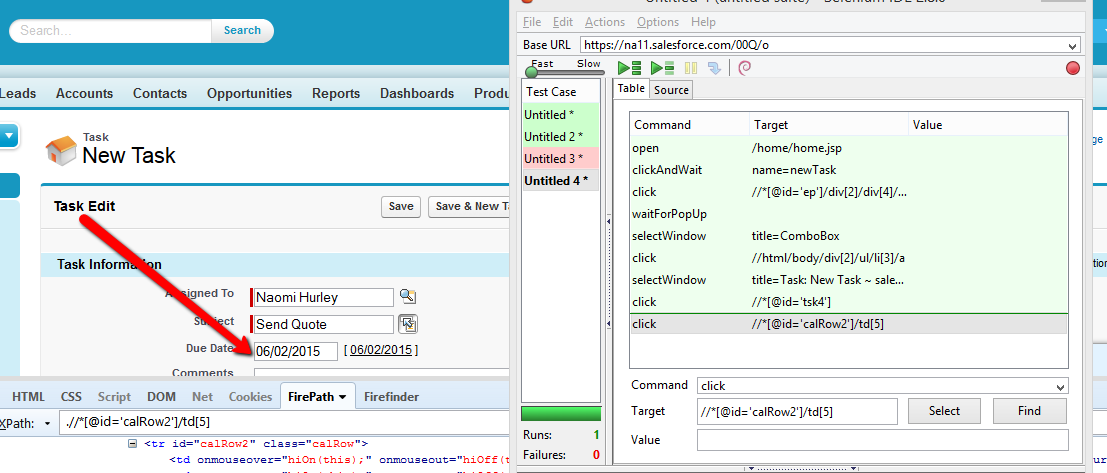 Untitled 4 (untitled suite) - Selenium IDE
File Edit Actions Options Help
Base URL https://na11.salesforce.com/00Q/o
Search... Search
Fast Slow
Leads Accounts Contacts Opportunities Reports Dashboards Produ
Test Case
Table Source
Command Target Value
Untitled *
Untitled 2 *
Untitled 3 *
Untitled 4 *
open /home/home.jsp
clickAndWait name=newTask
click //*[@id='ep']/div[2]/div[4]/...
waitForPopUp
selectWindow title=ComboBox
click //html/body/div[2]/ul/li[3]/a
selectWindow title=Task: New Task ~ sale...
click //*[@id='tsk4']
click //*[@id='calRow2']/td[5]
Task
New Task
ge
Task Edit Save Save & New Ta
Task Information
tion
Assigned To Naomi Hurley
Subject Send Quote
Due Date 06/02/2015 [ 06/02/2015 ]
Comments
Command click
Target //*[@id='calRow2']/td[5] Select Find
Value
Runs: 1
Failures: 0
HTML CSS Script DOM Net Cookies FirePath Firefinder
XPath: .//*[@id='calRow2']/td[5]
<tr id="calRow2" class="calRow">
<td onmouseover="hiOn(this);" onmouseout="hiOff(t